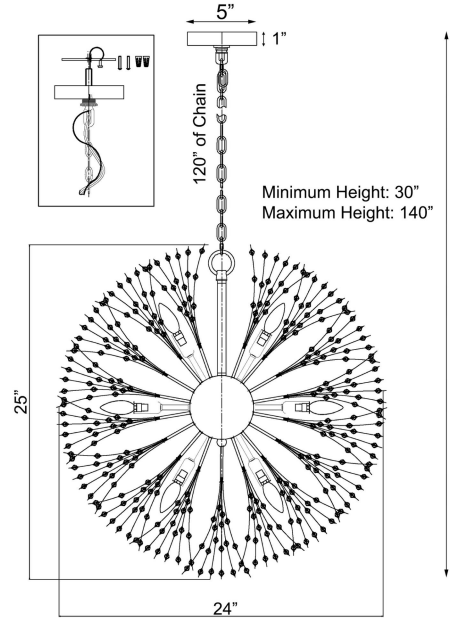 5”
1”
120” of Chain
Minimum Height: 30”
Maximum Height: 140”
25”
24”